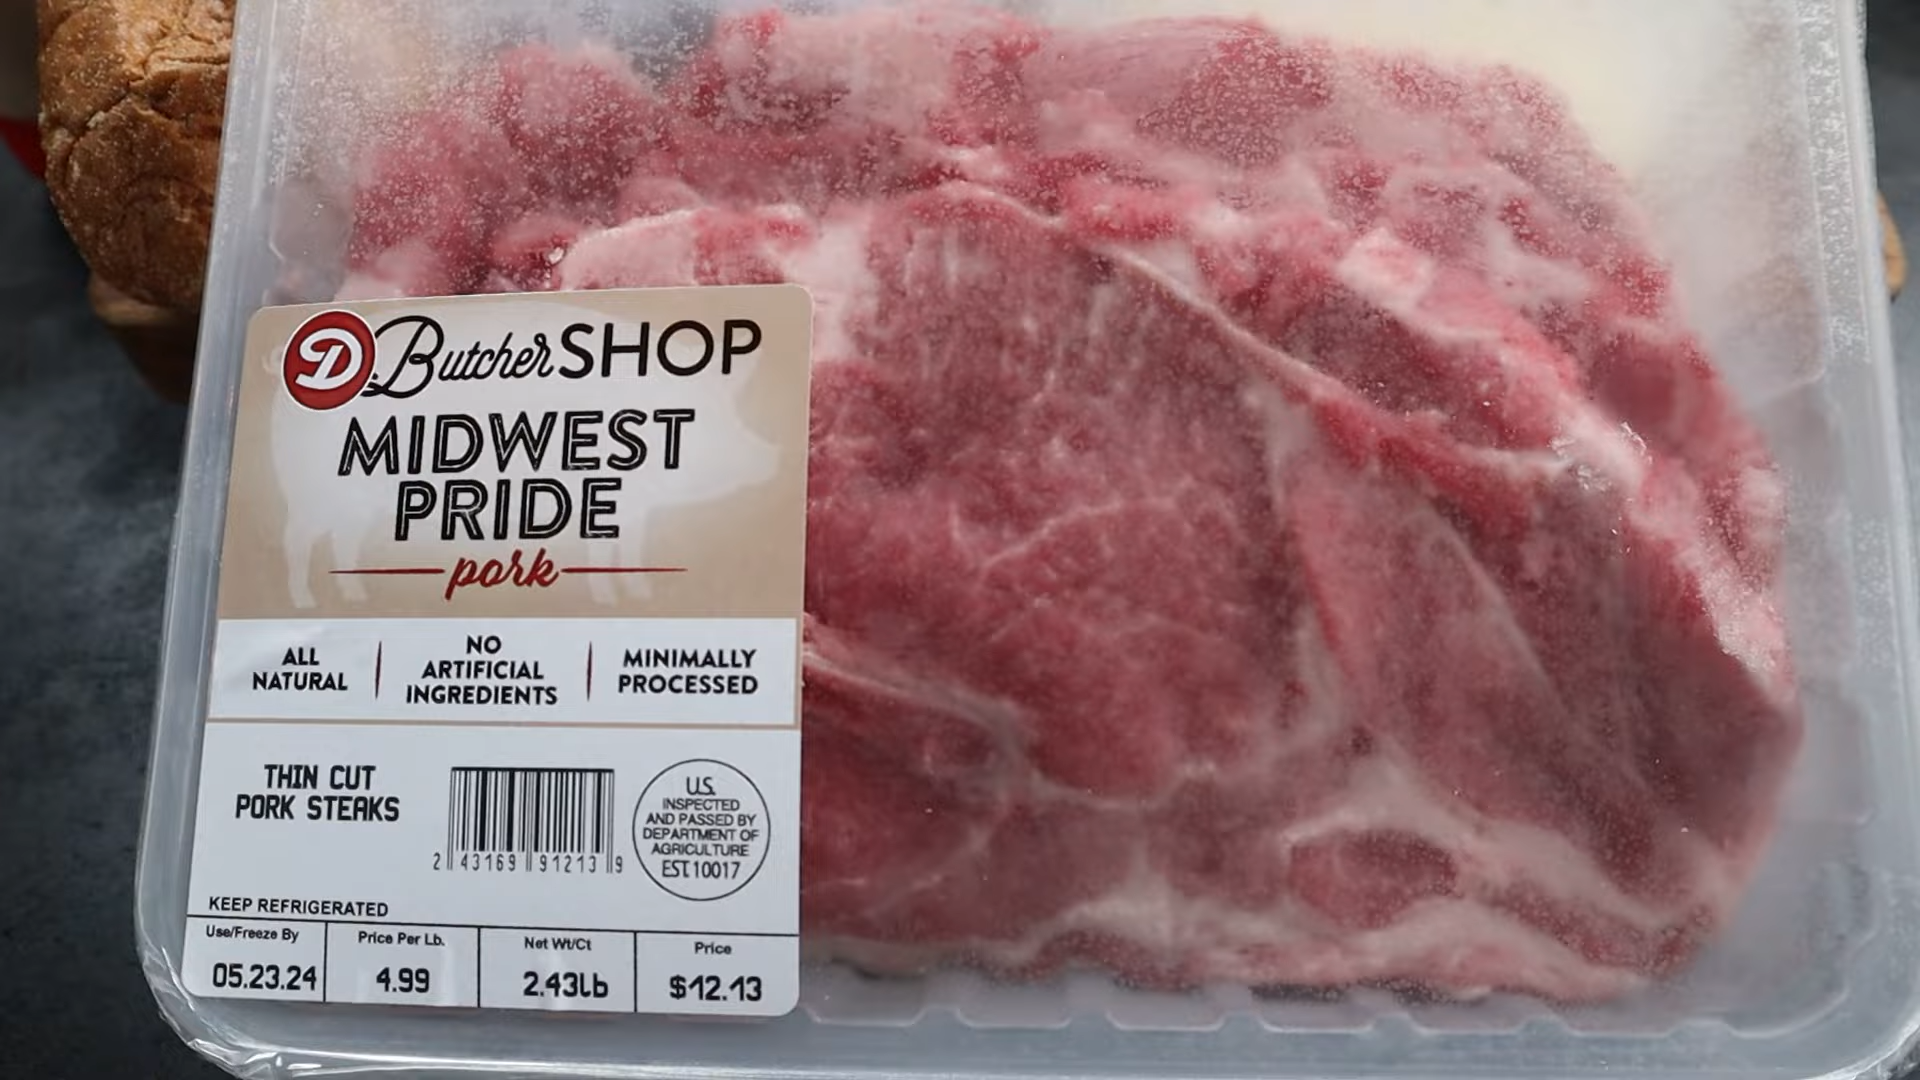 D. Butcher SHOP
MIDWEST
PRIDE
pork
ALL
NATURAL
NO
ARTIFICIAL
INGREDIENTS
MINIMALLY
PROCESSED
THIN CUT
PORK STEAKS
2 43169 91213 9
U.S.
INSPECTED
AND PASSED BY
DEPARTMENT OF
AGRICULTURE
EST.10017
KEEP REFRIGERATED
Use/Freeze By
05.23.24
Price Per Lb.
4.99
Net Wt/Ct
2.43lb
Price
$12.13